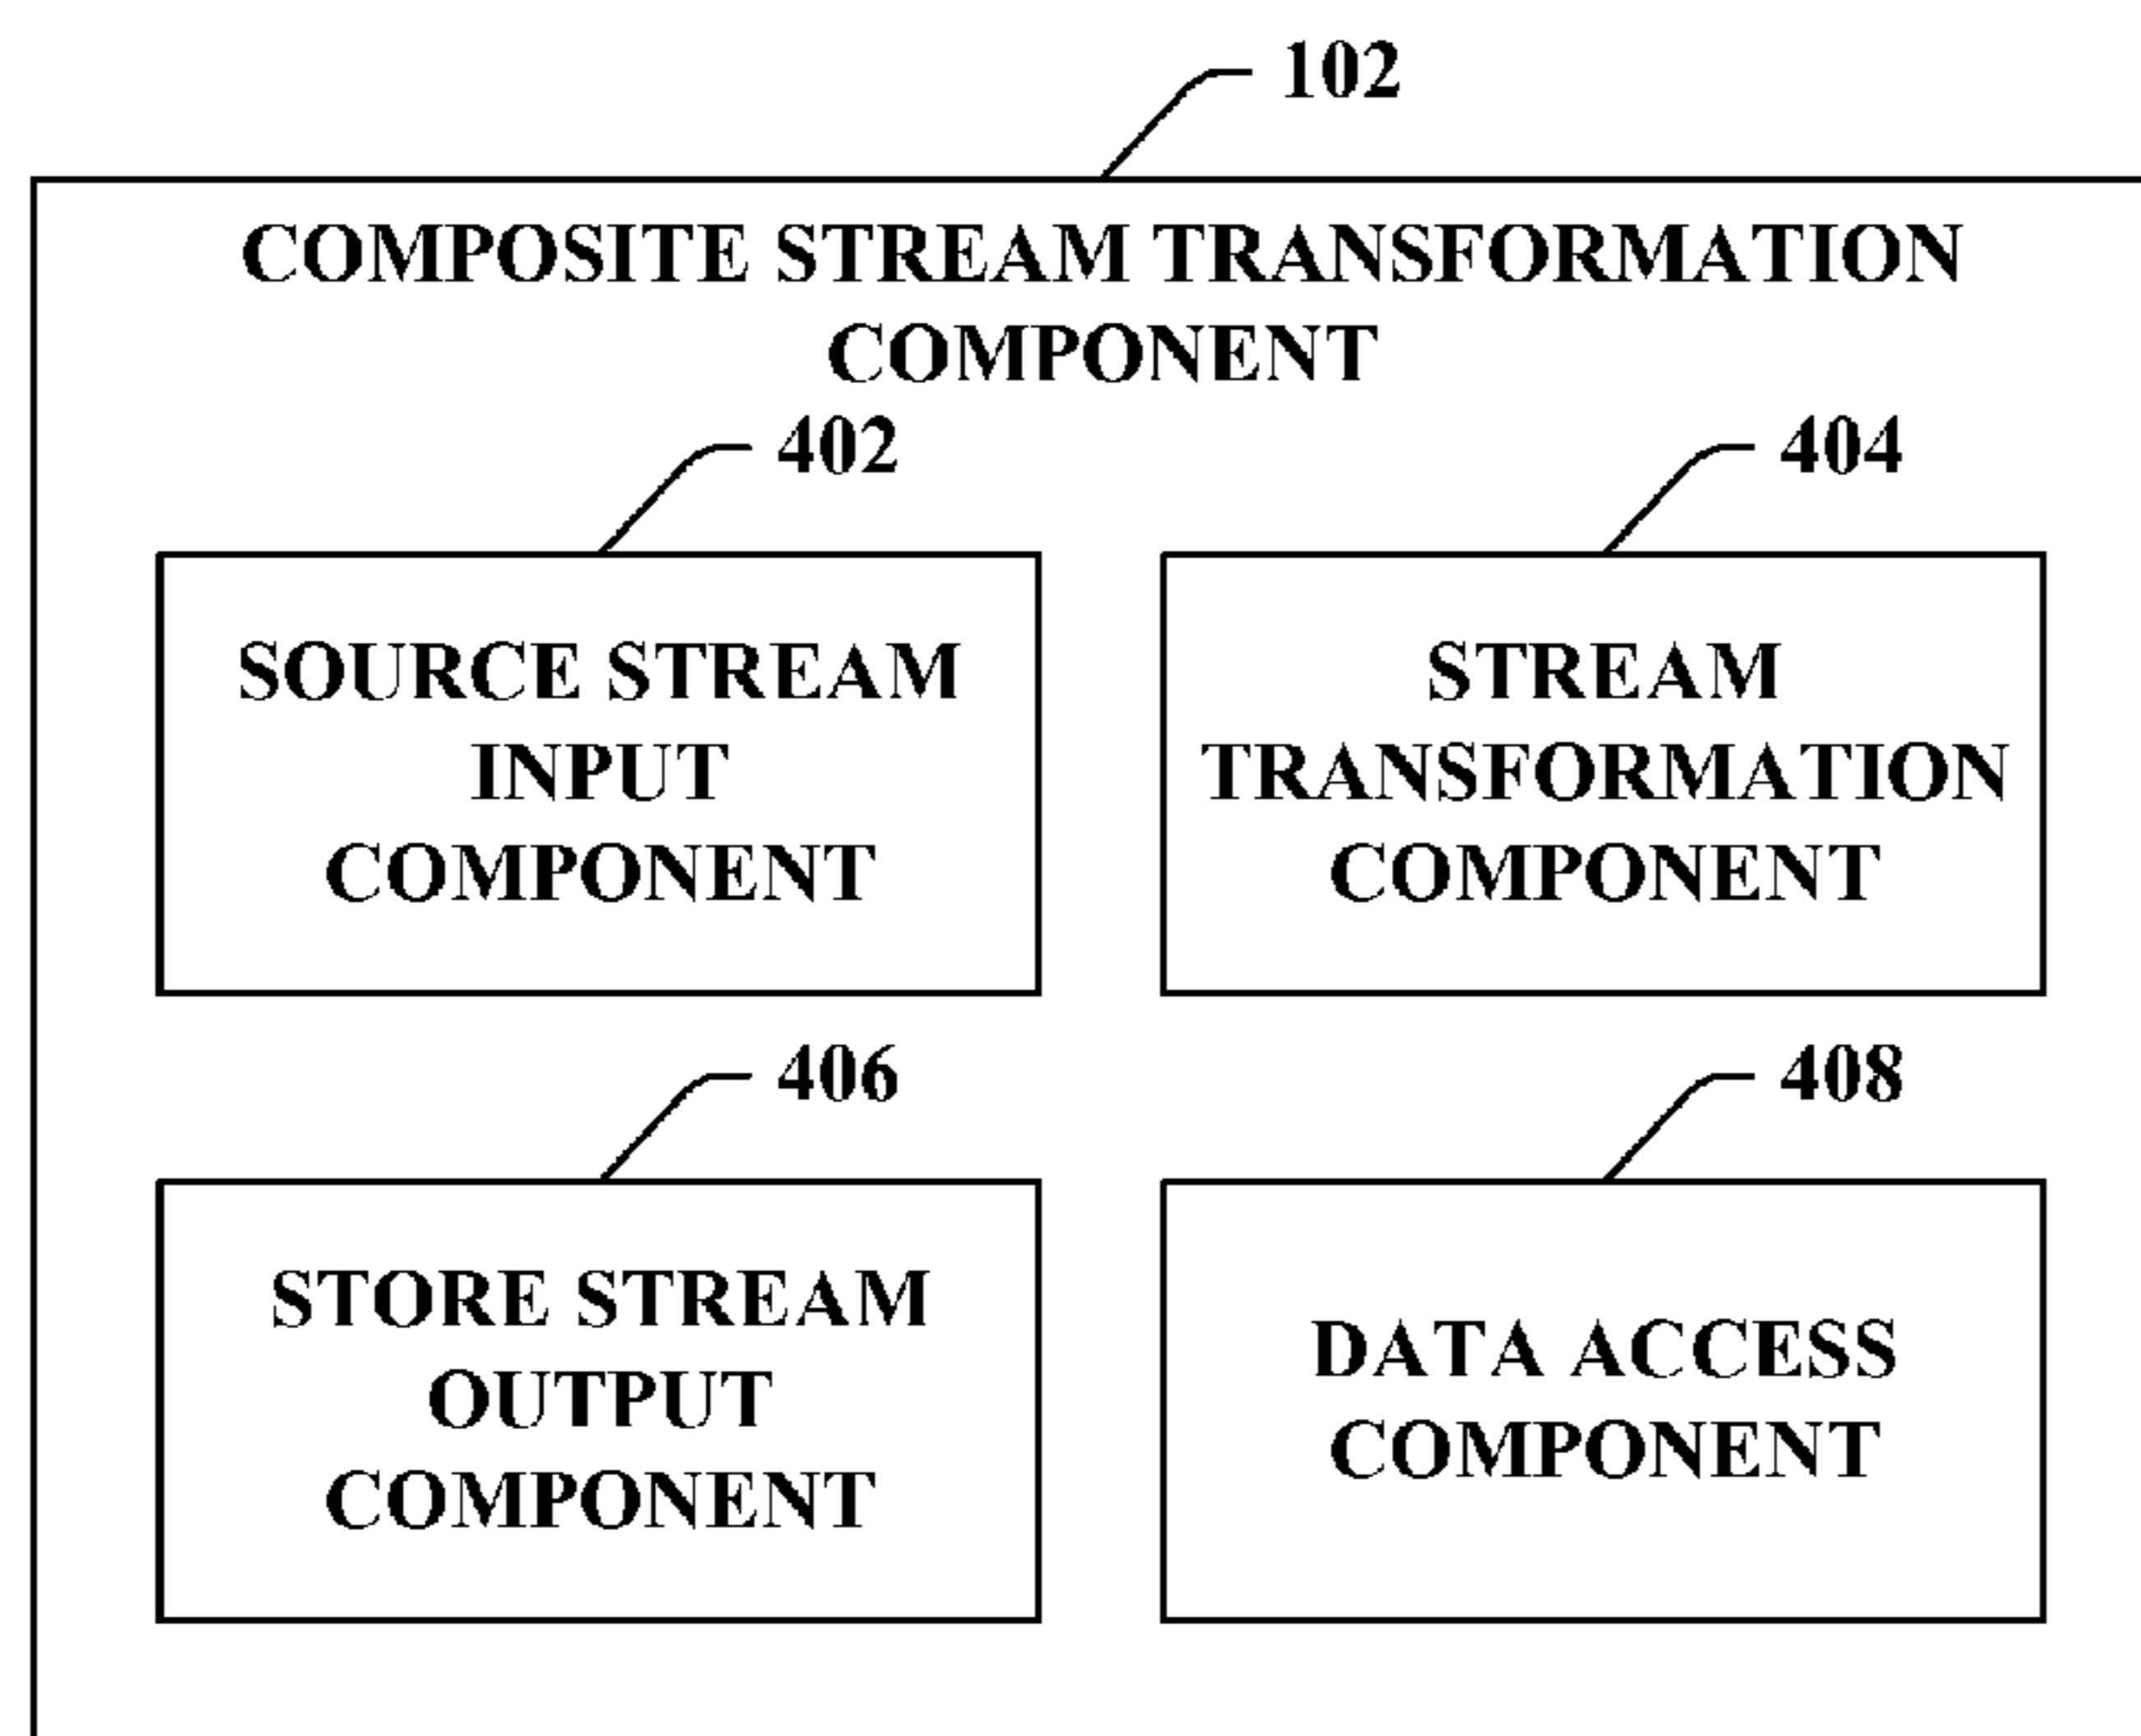 102
COMPOSITE STREAM TRANSFORMATION
COMPONENT
402
404
SOURCE STREAM
INPUT
COMPONENT
STREAM
TRANSFORMATION
COMPONENT
406
408
STORE STREAM
OUTPUT
COMPONENT
DATA ACCESS
COMPONENT